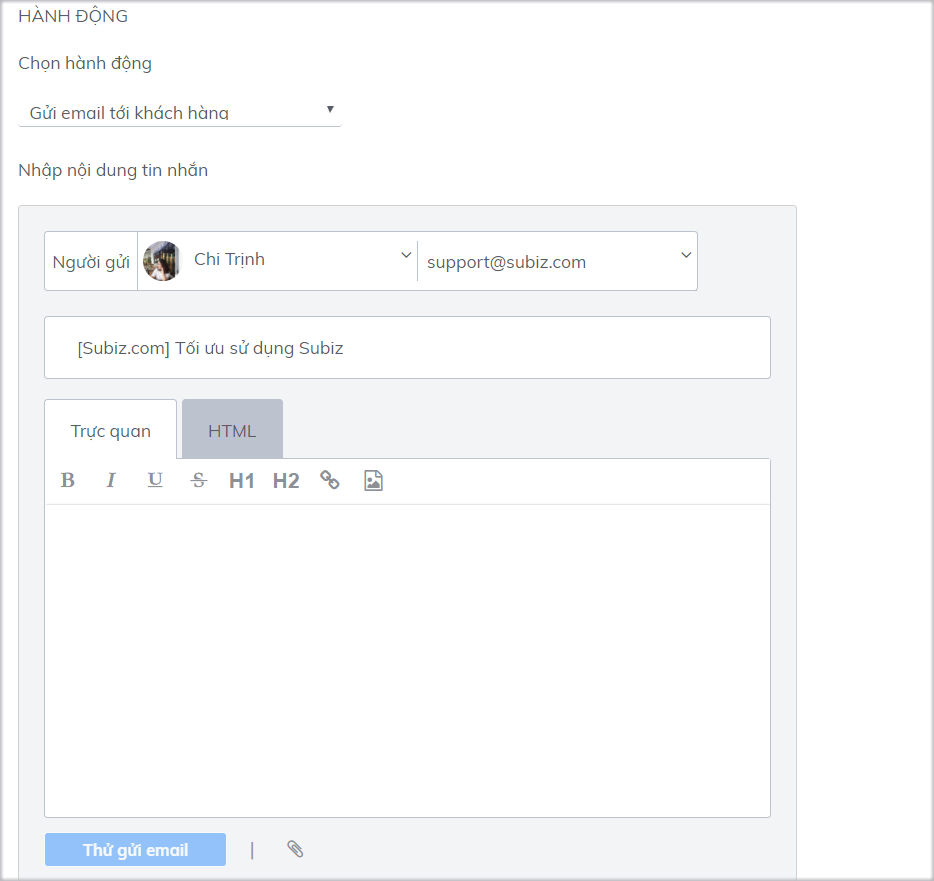 HÀNH ĐỘNG
Chọn hành động
Gửi email tới khách hàng
Nhập nội dung tin nhắn
Người gửi Chi Trịnh support@subiz.com
[Subiz.com] Tối ưu sử dụng Subiz
Trực quan HTML
B I U S H1 H2
Thử gửi email |